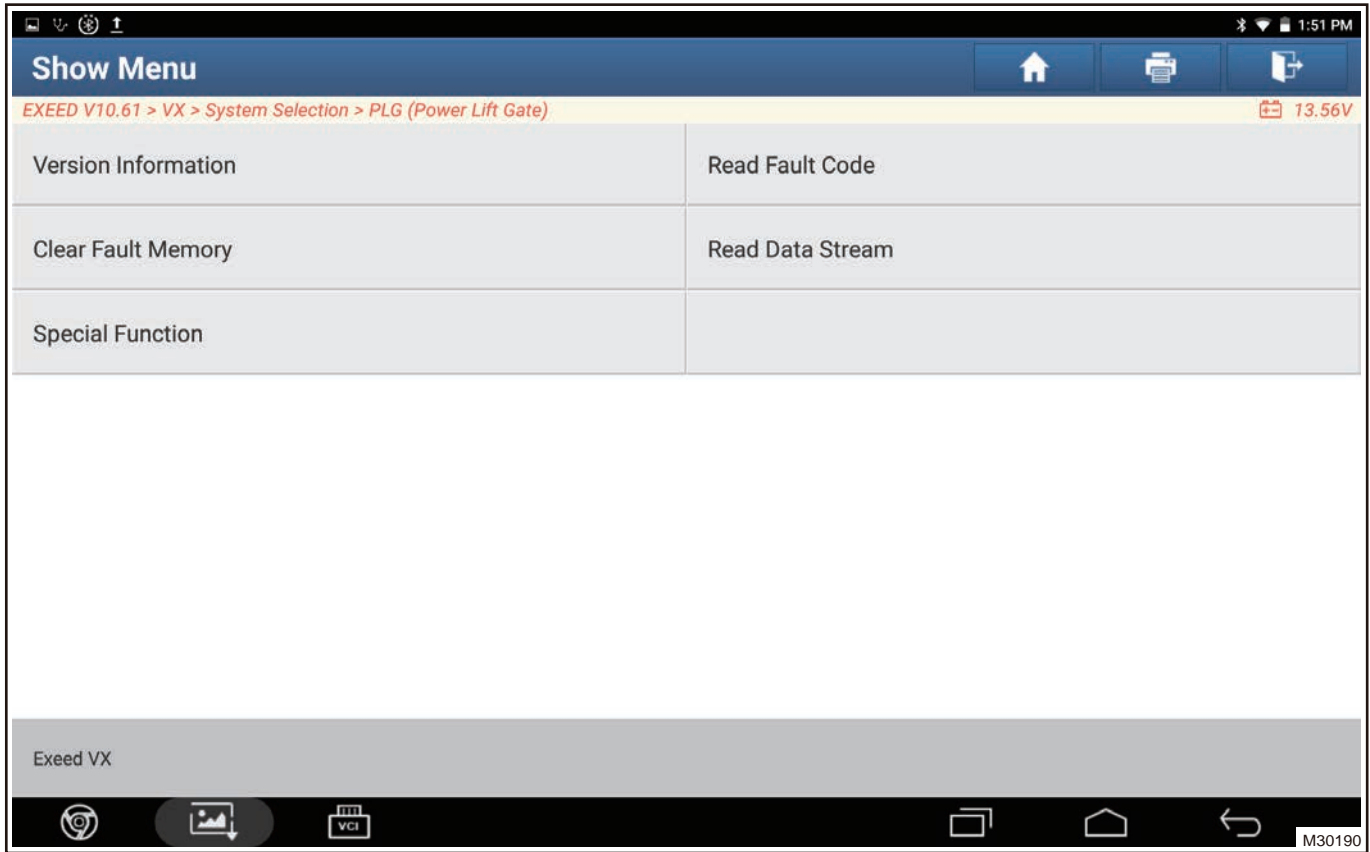 1:51 PM
Show Menu
EXEED V10.61 > VX > System Selection > PLG (Power Lift Gate)
13.56V
Version Information
Read Fault Code
Clear Fault Memory
Read Data Stream
Special Function
Exeed VX
VCI
M30190